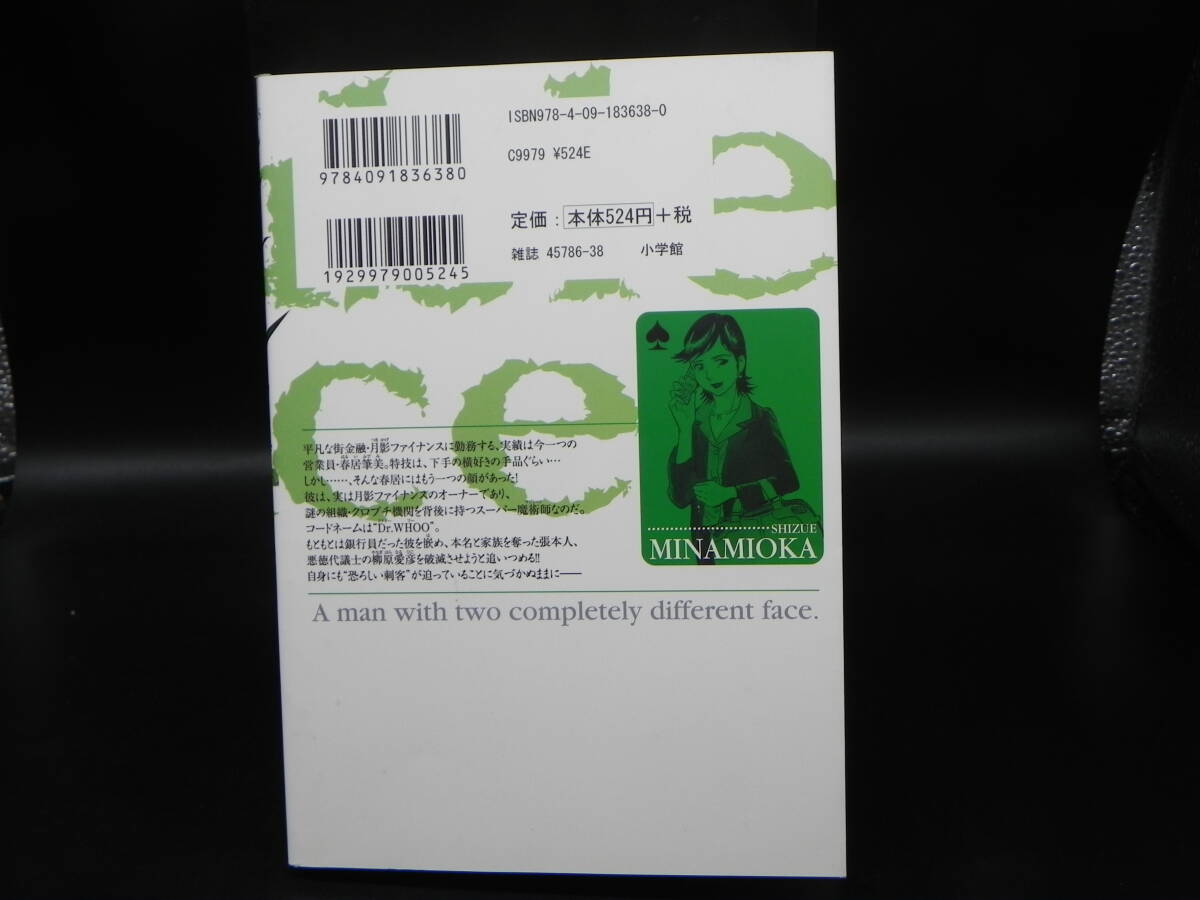 ISBN978-4-09-183638-0
9784091836380
C9979 ¥524E
定価：本体524円＋税
1929979005245
雑誌 45786-38 小学館
ce
平凡な街金融・月影ファイナンスに勤務する、実績は今一つの
営業員・春居筆美。特技は、下手の横好きの手品ぐらい…
しかし……、そんな春居にはもう一つの顔があった!
彼は、実は月影ファイナンスのオーナーであり、
謎の組織・クロブチ機関を背後に持つスーパー魔術師なのだ。
コードネームは“Dr.WHOO”。
もともとは銀行員だった彼を嵌め、本名と家族を奪った張本人、
悪徳代議士の柳原愛彦を破滅させようと追いつめる!!
自身にも“恐ろしい刺客”が迫っていることに気づかぬままに――
SHIZUE
MINAMIOKA
A man with two completely different face.